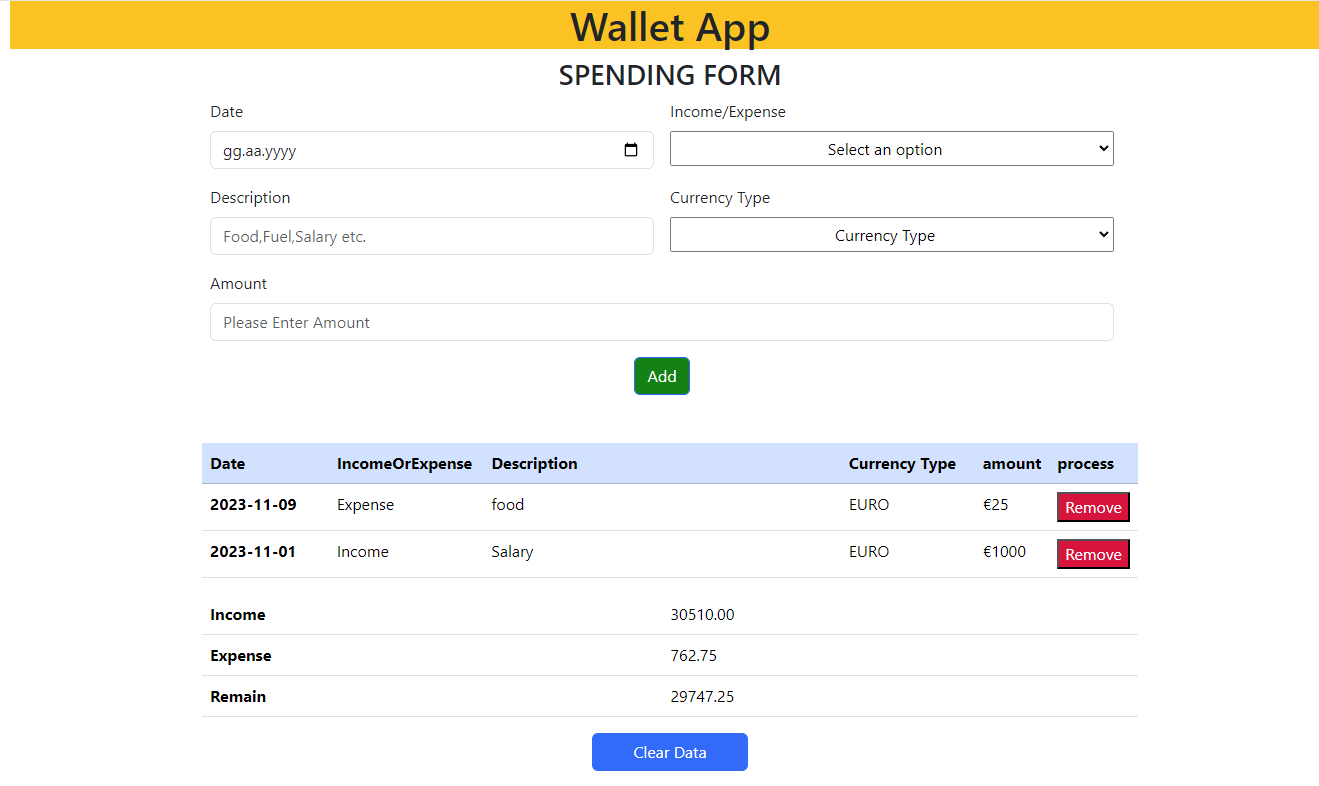 Wallet App
SPENDING FORM
Date Income/Expense
gg.aa.yyyy Select an option
Description Currency Type
Food,Fuel,Salary etc. Currency Type
Amount
Please Enter Amount
Add
Date IncomeOrExpense Description Currency Type amount process
2023-11-09 Expense food EURO €25 Remove
2023-11-01 Income Salary EURO €1000 Remove
Income 30510.00
Expense 762.75
Remain 29747.25
Clear Data